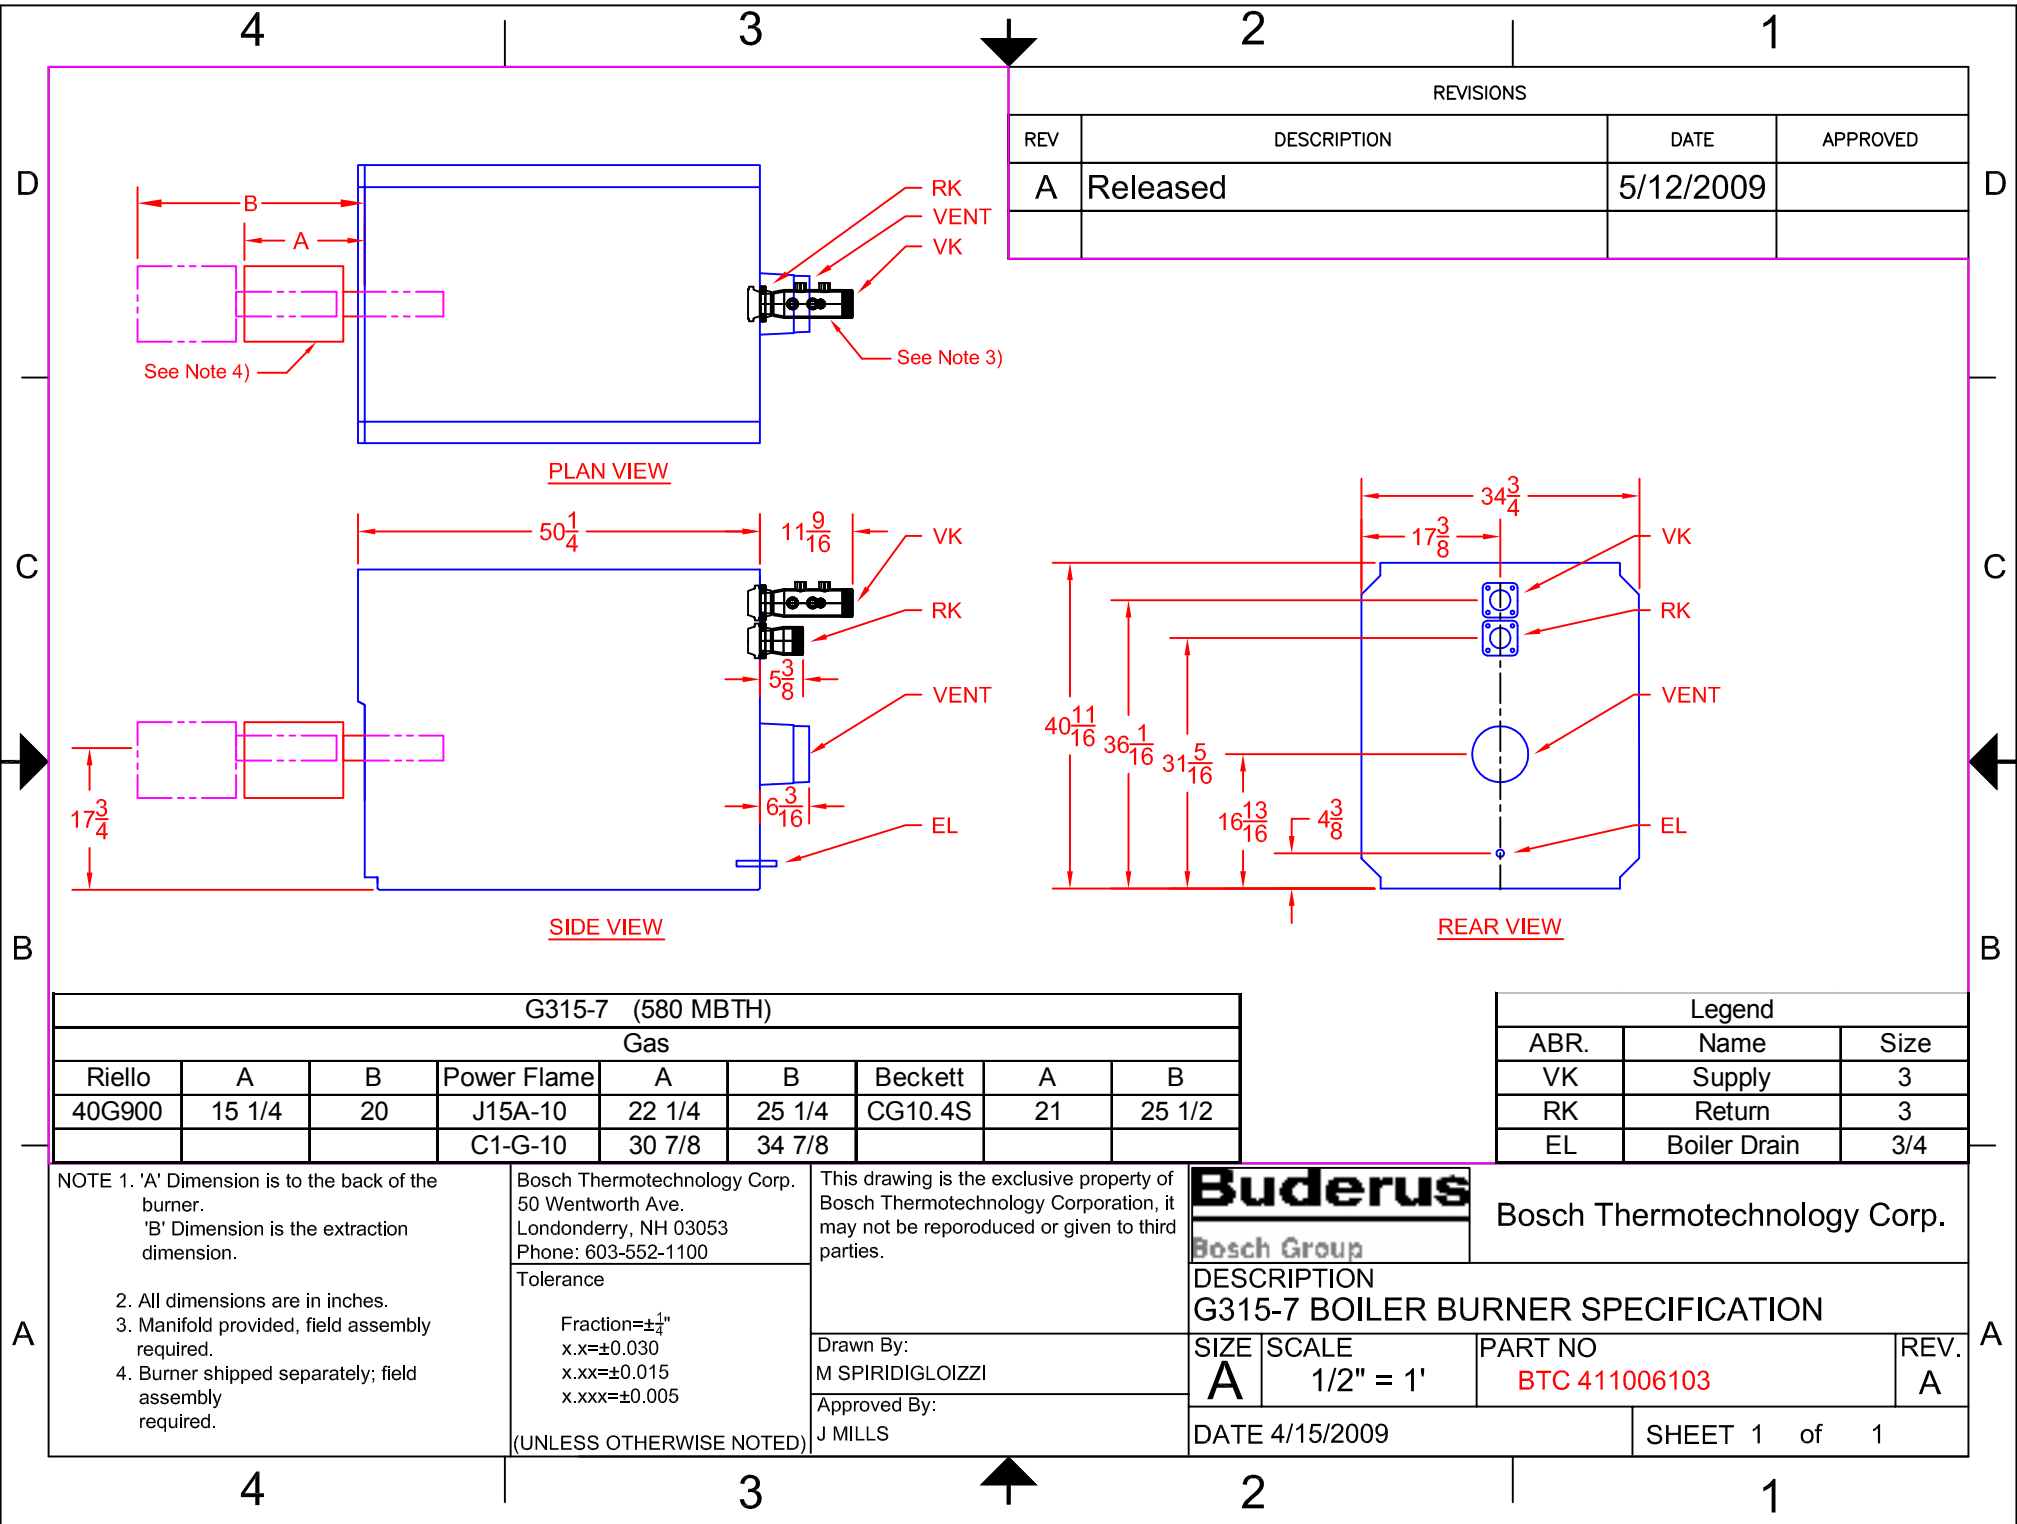 4 3 2 1
REVISIONS
REV DESCRIPTION DATE APPROVED
A Released 5/12/2009
D D
B
A
RK
VENT
VK
See Note 4)
See Note 3)
PLAN VIEW
50 1/4
11 9/16
VK
RK
5 3/8
VENT
6 3/16
EL
17 3/4
SIDE VIEW
C C
34 3/4
17 3/8
VK
RK
VENT
EL
40 11/16
36 1/16
31 5/16
16 13/16
4 3/8
REAR VIEW
B B
G315-7 (580 MBTH)
Gas
Riello A B Power Flame A B Beckett A B
40G900 15 1/4 20 J15A-10 22 1/4 25 1/4 CG10.4S 21 25 1/2
C1-G-10 30 7/8 34 7/8
Legend
ABR. Name Size
VK Supply 3
RK Return 3
EL Boiler Drain 3/4
NOTE 1. 'A' Dimension is to the back of the
burner.
'B' Dimension is the extraction
dimension.
2. All dimensions are in inches.
3. Manifold provided, field assembly
required.
4. Burner shipped separately; field
assembly
required.
Bosch Thermotechnology Corp.
50 Wentworth Ave.
Londonderry, NH 03053
Phone: 603-552-1100
Tolerance
Fraction=±1/4"
x.x=±0.030
x.xx=±0.015
x.xxx=±0.005
(UNLESS OTHERWISE NOTED)
This drawing is the exclusive property of
Bosch Thermotechnology Corporation, it
may not be reporoduced or given to third
parties.
Drawn By:
M SPIRIDIGLOIZZI
Approved By:
J MILLS
Buderus
Bosch Group
Bosch Thermotechnology Corp.
DESCRIPTION
G315-7 BOILER BURNER SPECIFICATION
SIZE A
SCALE 1/2" = 1'
PART NO BTC 411006103
REV. A
DATE 4/15/2009
SHEET 1 of 1
A A
4 3 2 1